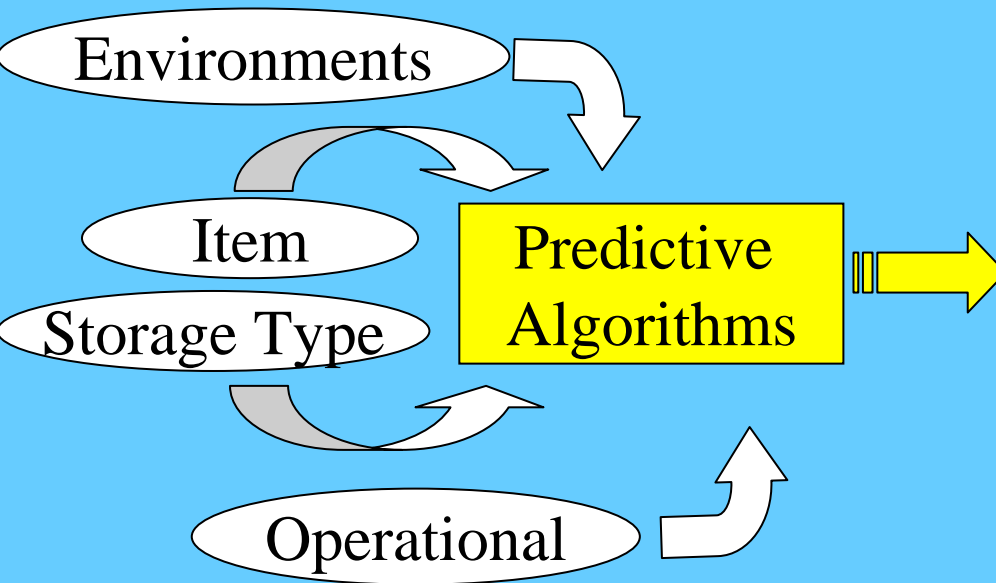 Environments
Item
Storage Type
Predictive
Algorithms
Operational